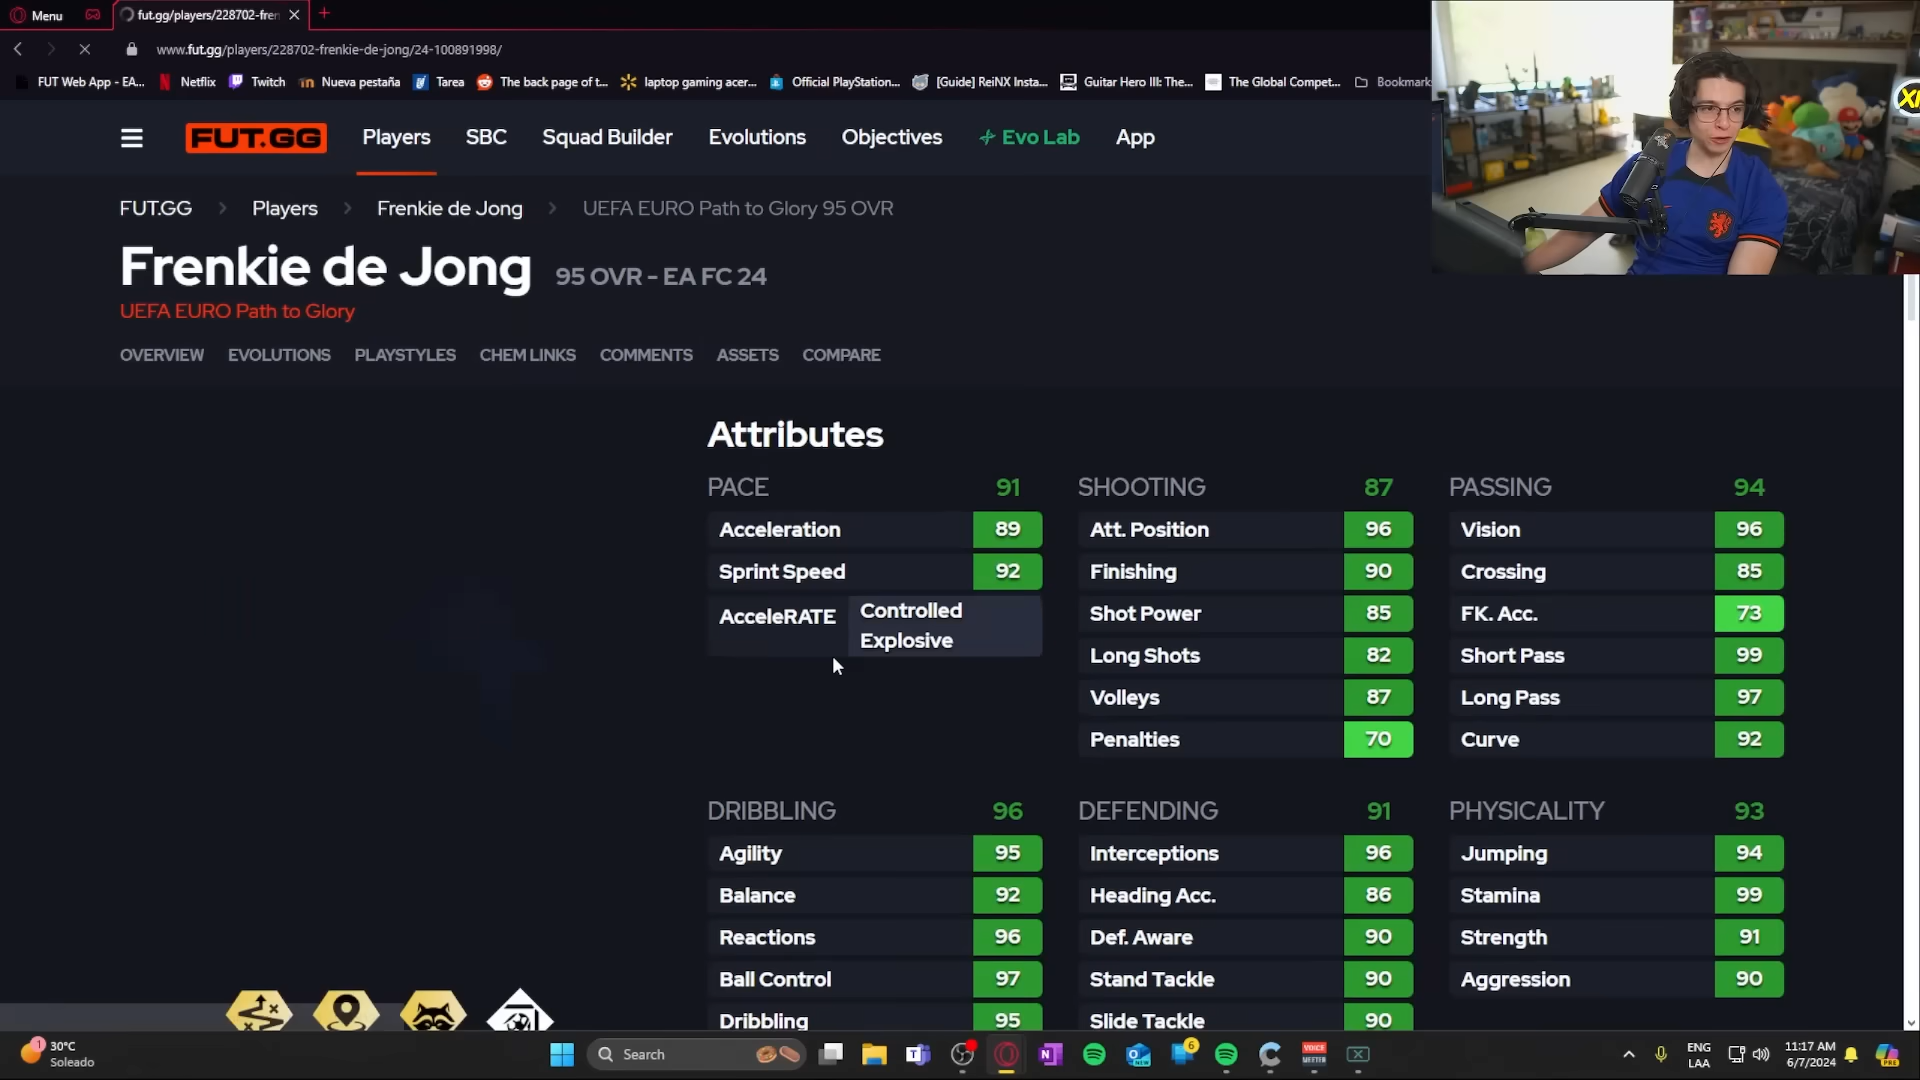 Menu
fut.gg/players/228702-fren
www.fut.gg/players/228702-frenkie-de-jong/24-100891998/
FUT Web App - EA...
Netflix
Twitch
Nueva pestaña
Tarea
The back page of t...
laptop gaming acer...
Official PlayStation...
[Guide] ReiNX Insta...
Guitar Hero III: The...
The Global Compet...
Bookmark
FUT.GG
Players
SBC
Squad Builder
Evolutions
Objectives
Evo Lab
App
FUT.GG > Players > Frenkie de Jong > UEFA EURO Path to Glory 95 OVR
Frenkie de Jong 95 OVR - EA FC 24
UEFA EURO Path to Glory
OVERVIEW EVOLUTIONS PLAYSTYLES CHEM LINKS COMMENTS ASSETS COMPARE
Attributes
PACE 91
Acceleration 89
Sprint Speed 92
AcceleRATE Controlled
Explosive
SHOOTING 87
Att. Position 96
Finishing 90
Shot Power 85
Long Shots 82
Volleys 87
Penalties 70
PASSING 94
Vision 96
Crossing 85
FK. Acc. 73
Short Pass 99
Long Pass 97
Curve 92
DRIBBLING 96
Agility 95
Balance 92
Reactions 96
Ball Control 97
Dribbling 95
DEFENDING 91
Interceptions 96
Heading Acc. 86
Def. Aware 90
Stand Tackle 90
Slide Tackle 90
PHYSICALITY 93
Jumping 94
Stamina 99
Strength 91
Aggression 90
1
30°C
Soleado
Search
6
VOICE
MEETER
ENG
LAA
11:17 AM
6/7/2024
PRE